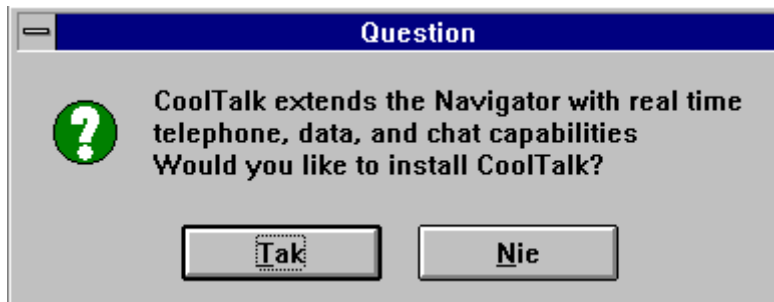 Question
CoolTalk extends the Navigator with real time
telephone, data, and chat capabilities
Would you like to install CoolTalk?
Tak Nie